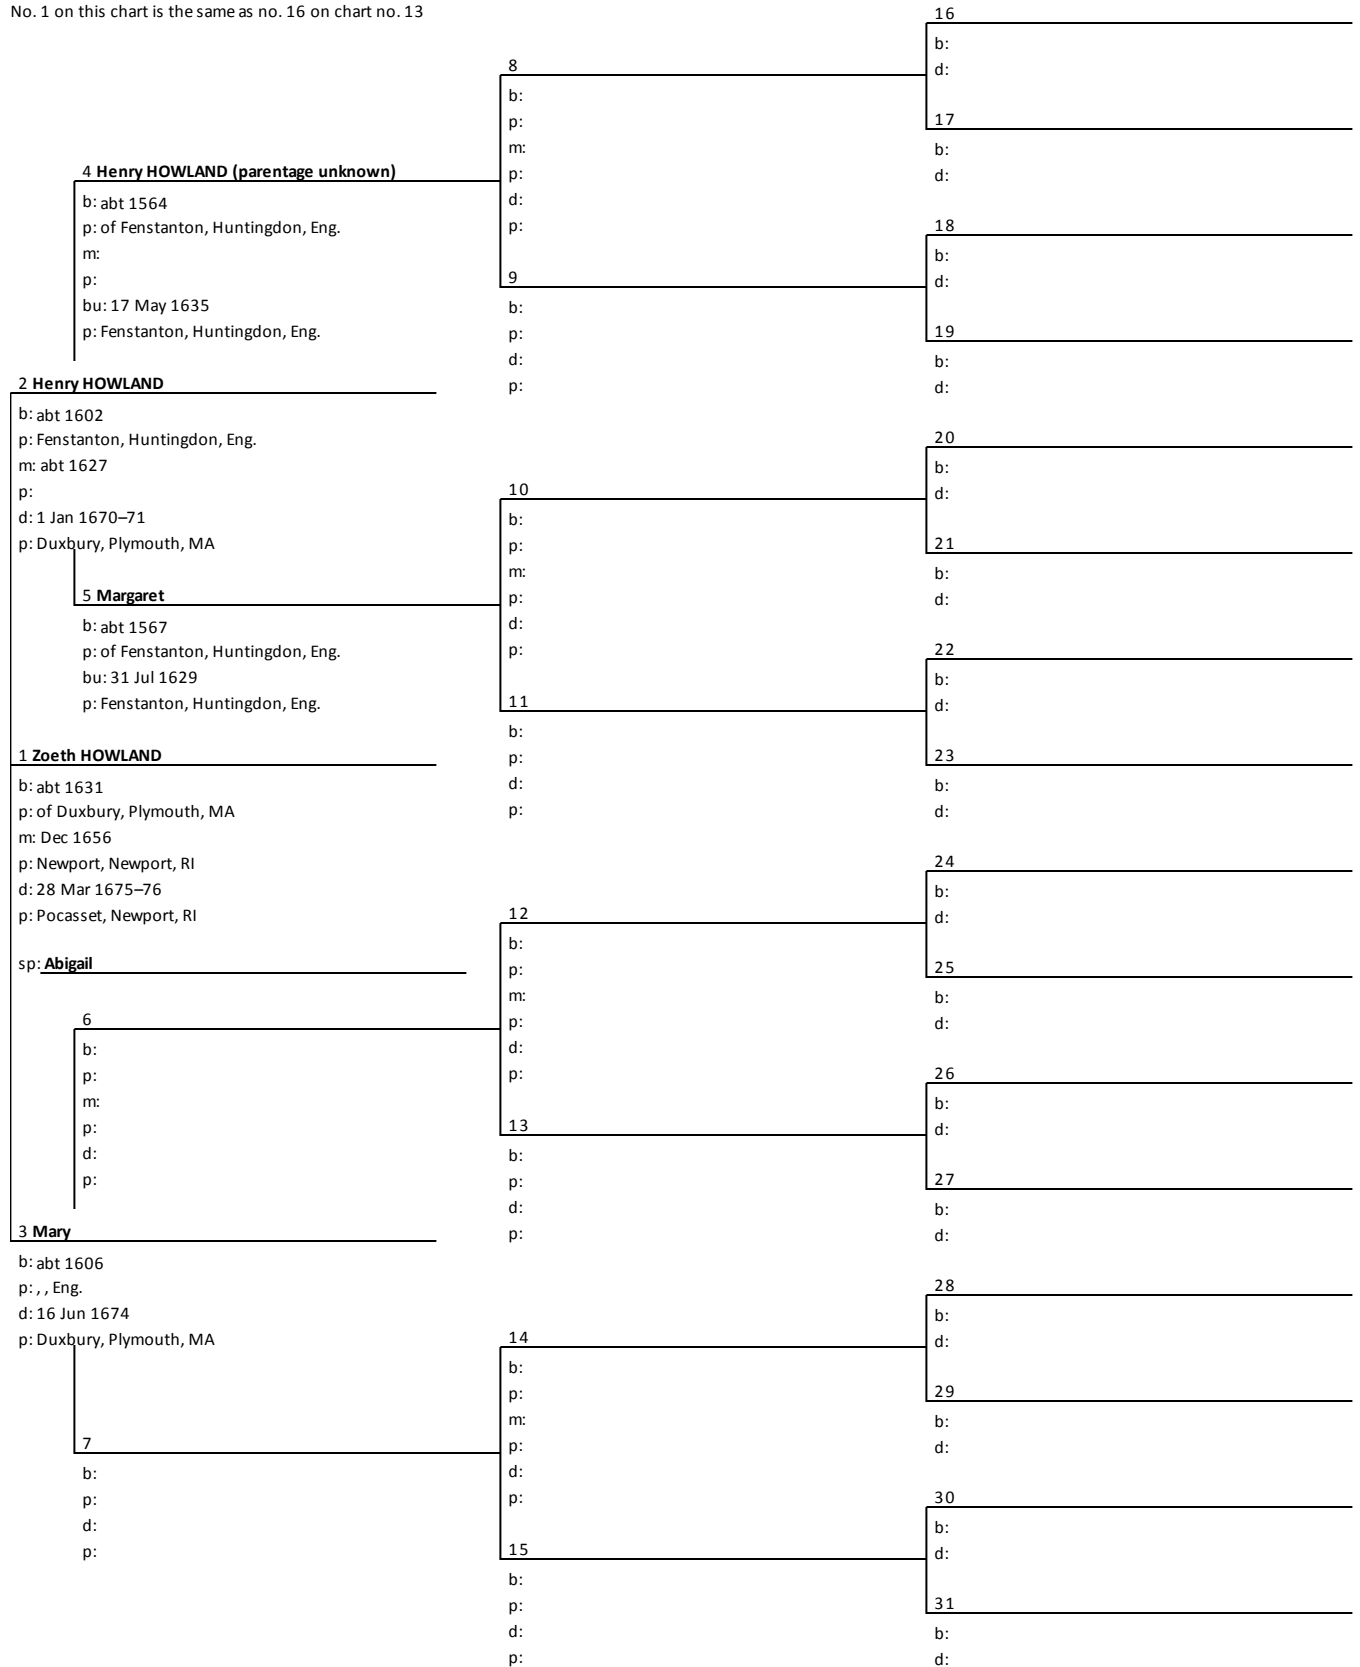 No. 1 on this chart is the same as no. 16 on chart no. 13
16
b:
d:
8
b:
p:
m:
p:
d:
p:
17
b:
d:
4 Henry HOWLAND (parentage unknown)
b: abt 1564
p: of Fenstanton, Huntingdon, Eng.
m:
p:
bu: 17 May 1635
p: Fenstanton, Huntingdon, Eng.
18
b:
d:
9
b:
p:
d:
p:
19
b:
d:
2 Henry HOWLAND
b: abt 1602
p: Fenstanton, Huntingdon, Eng.
m: abt 1627
p:
d: 1 Jan 1670–71
p: Duxbury, Plymouth, MA
20
b:
d:
10
b:
p:
m:
p:
d:
p:
21
b:
d:
5 Margaret
b: abt 1567
p: of Fenstanton, Huntingdon, Eng.
bu: 31 Jul 1629
p: Fenstanton, Huntingdon, Eng.
22
b:
d:
11
b:
p:
d:
p:
23
b:
d:
1 Zoeth HOWLAND
b: abt 1631
p: of Duxbury, Plymouth, MA
m: Dec 1656
p: Newport, Newport, RI
d: 28 Mar 1675–76
p: Pocasset, Newport, RI
sp: Abigail
24
b:
d:
12
b:
p:
m:
p:
d:
p:
25
b:
d:
6
b:
p:
m:
p:
d:
p:
26
b:
d:
13
b:
p:
d:
p:
27
b:
d:
3 Mary
b: abt 1606
p: , , Eng.
d: 16 Jun 1674
p: Duxbury, Plymouth, MA
28
b:
d:
14
b:
p:
m:
p:
d:
p:
29
b:
d:
7
b:
p:
d:
p:
30
b:
d:
15
b:
p:
d:
p:
31
b:
d: